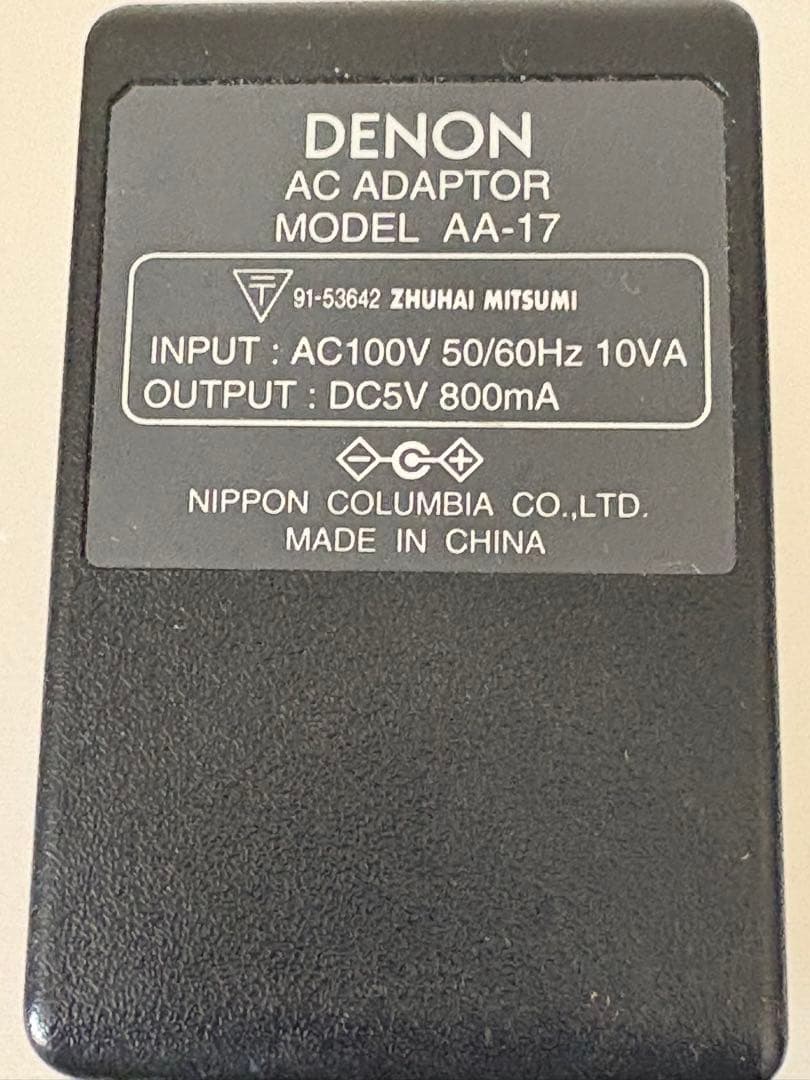 DENON
AC ADAPTOR
MODEL AA-17
T 91-53642 ZHUHAI MITSUMI
INPUT : AC100V 50/60Hz 10VA
OUTPUT : DC5V 800mA
NIPPON COLUMBIA CO.,LTD.
MADE IN CHINA